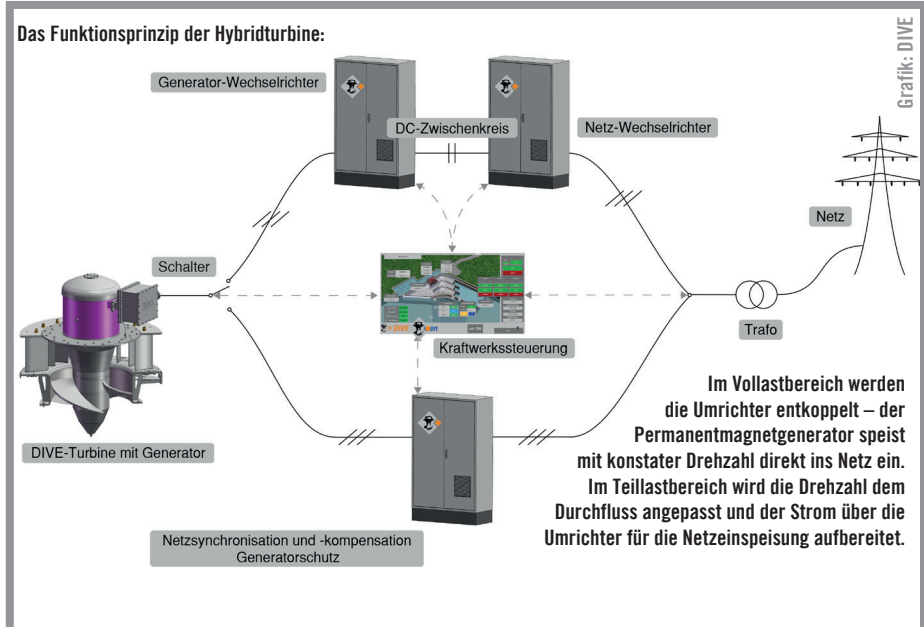 Das Funktionsprinzip der Hybridturbine:
Grafik: DIVE
Generator-Wechselrichter
DC-Zwischenkreis
Netz-Wechselrichter
Netz
Schalter
Trafo
Kraftwerkssteuerung
DIVE-Turbine mit Generator
Netzsynchronisation und -kompensation
Generatorschutz
Im Vollastbereich werden
die Umrichter entkoppelt – der
Permanentmagnetgenerator speist
mit konstater Drehzahl direkt ins Netz ein.
Im Teillastbereich wird die Drehzahl dem
Durchfluss angepasst und der Strom über die
Umrichter für die Netzeinspeisung aufbereitet.